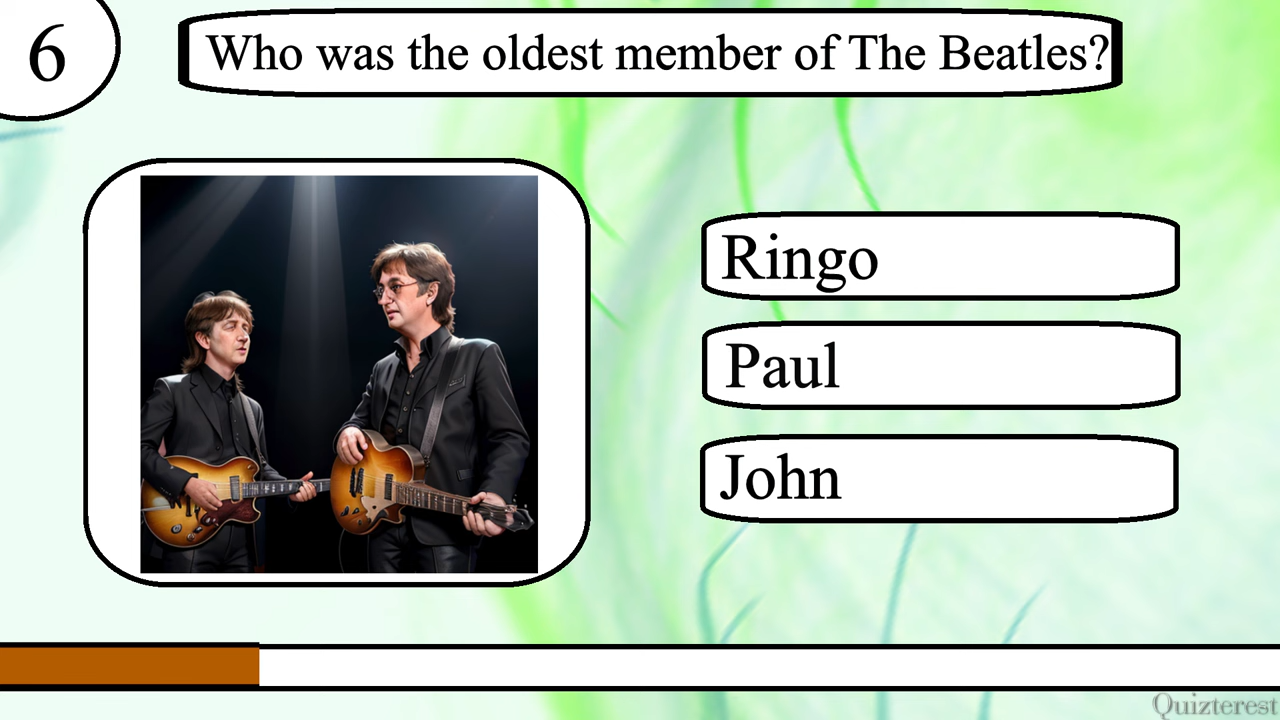 6
Who was the oldest member of The Beatles?
Ringo
Paul
John
Quizterest